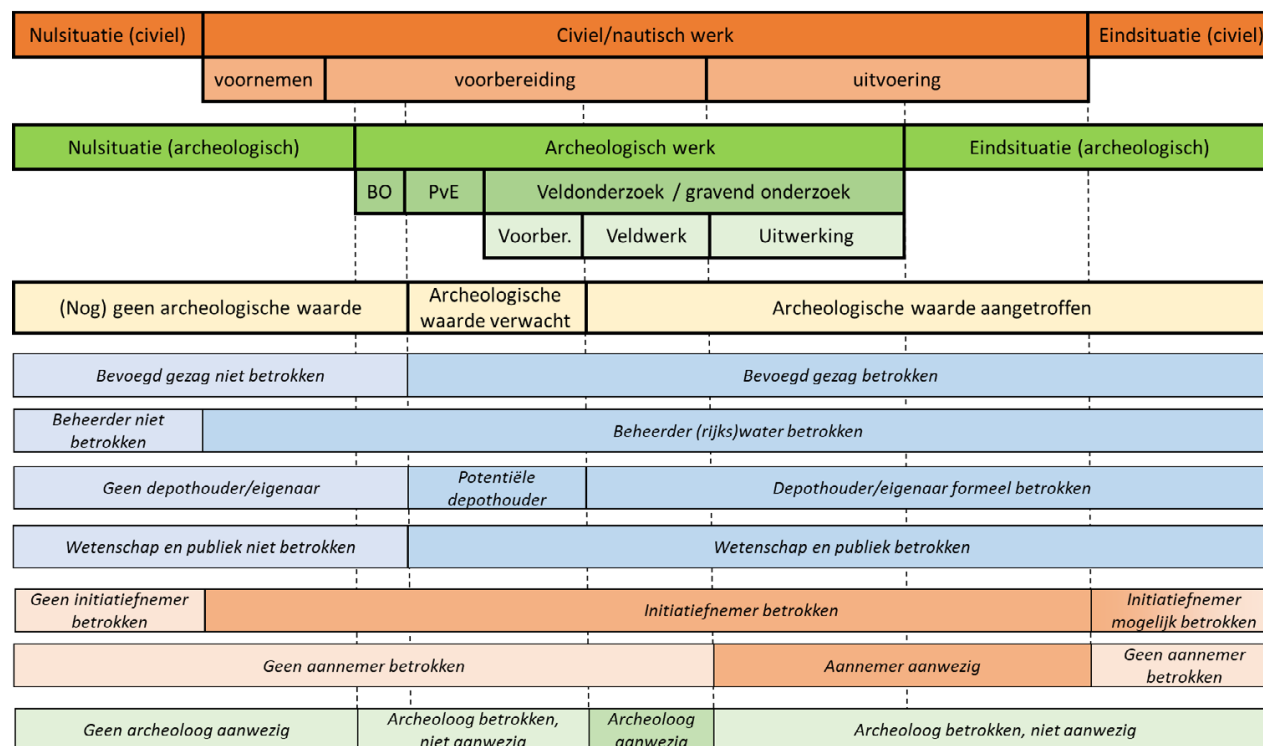 Nulsituatie (civiel)
Civiel/nautisch werk
Eindsituatie (civiel)
voornemen
voorbereiding
uitvoering
Nulsituatie (archeologisch)
Archeologisch werk
Eindsituatie (archeologisch)
BO
PvE
Veldonderzoek / gravend onderzoek
Voorber.
Veldwerk
Uitwerking
(Nog) geen archeologische waarde
Archeologische
waarde verwacht
Archeologische waarde aangetroffen
Bevoegd gezag niet betrokken
Bevoegd gezag betrokken
Beheerder niet
betrokken
Beheerder (rijks)water betrokken
Geen depothouder/eigenaar
Potentiële
depothouder
Depothouder/eigenaar formeel betrokken
Wetenschap en publiek niet betrokken
Wetenschap en publiek betrokken
Geen initiatiefnemer
betrokken
Initiatiefnemer betrokken
Initiatiefnemer
mogelijk betrokken
Geen aannemer betrokken
Aannemer aanwezig
Geen aannemer
betrokken
Geen archeoloog aanwezig
Archeoloog betrokken,
niet aanwezig
Archeoloog
aanwezig
Archeoloog betrokken, niet aanwezig